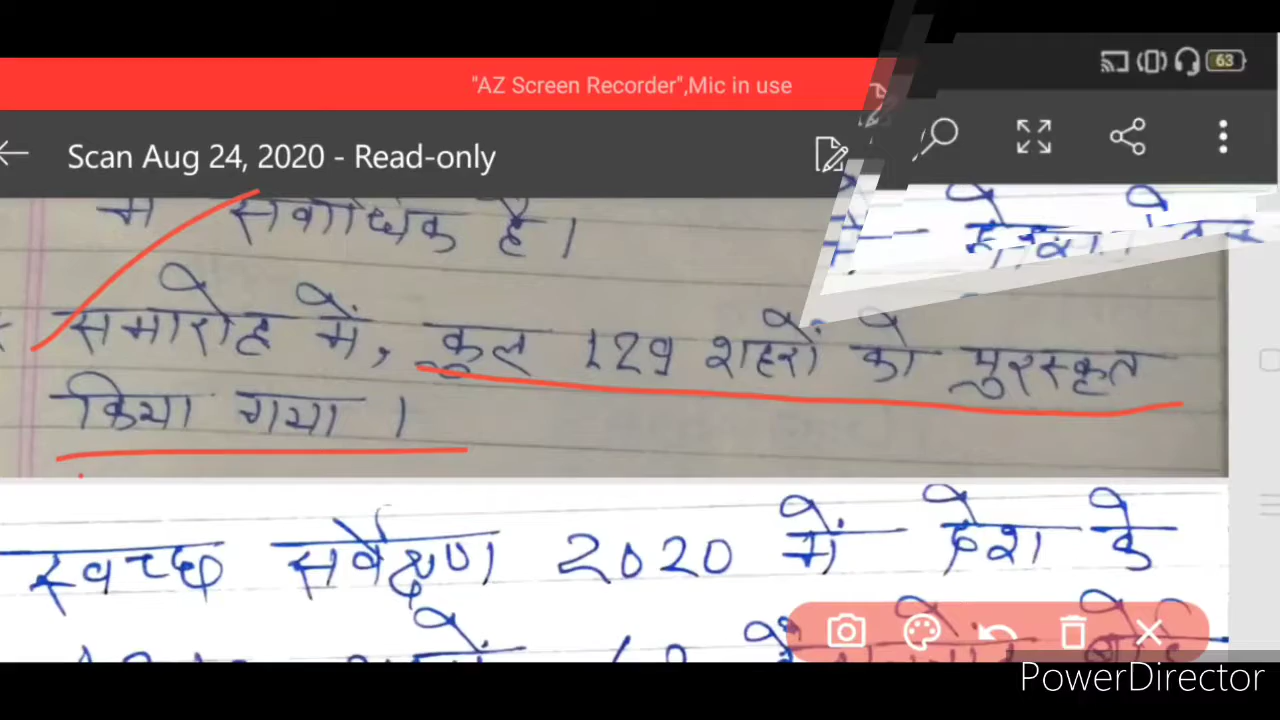 63
"AZ Screen Recorder",Mic in use
Scan Aug 24, 2020 - Read-only
में सर्वाधिक है।
समारोह में, कुल 129 शहरों को पुरस्कृत
किया गया ।
स्वच्छ सर्वेक्षण 2020 में देश के
PowerDirector